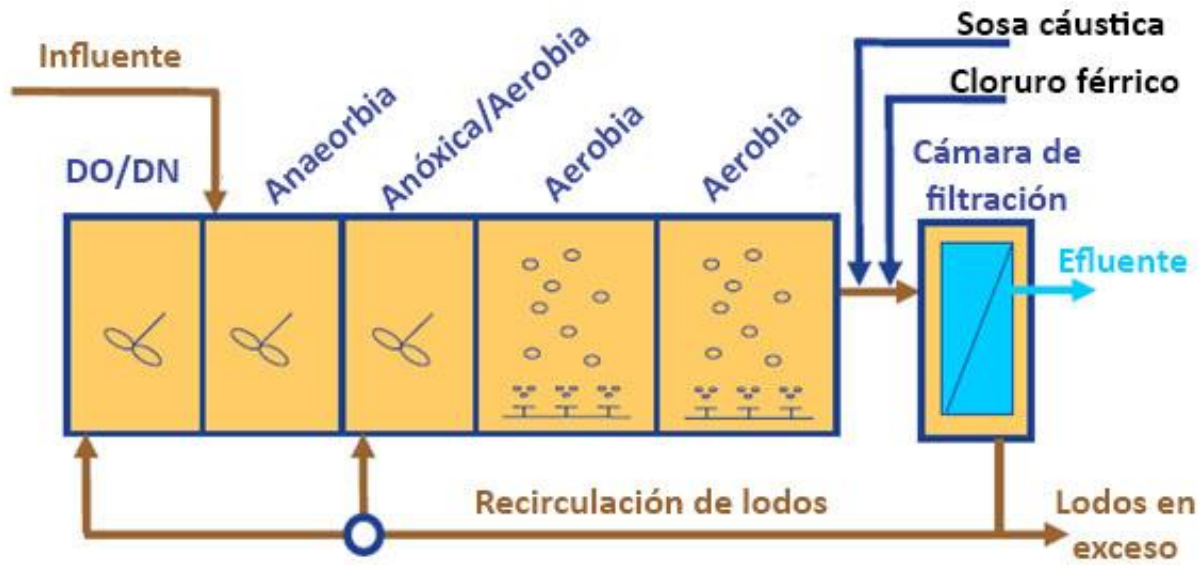 Sosa cáustica
Influente
Cloruro férrico
DO/DN
Anaeorbia
Anóxica/Aerobia
Aerobia
Aerobia
Cámara de
filtración
Efluente
Recirculación de lodos
Lodos en
exceso